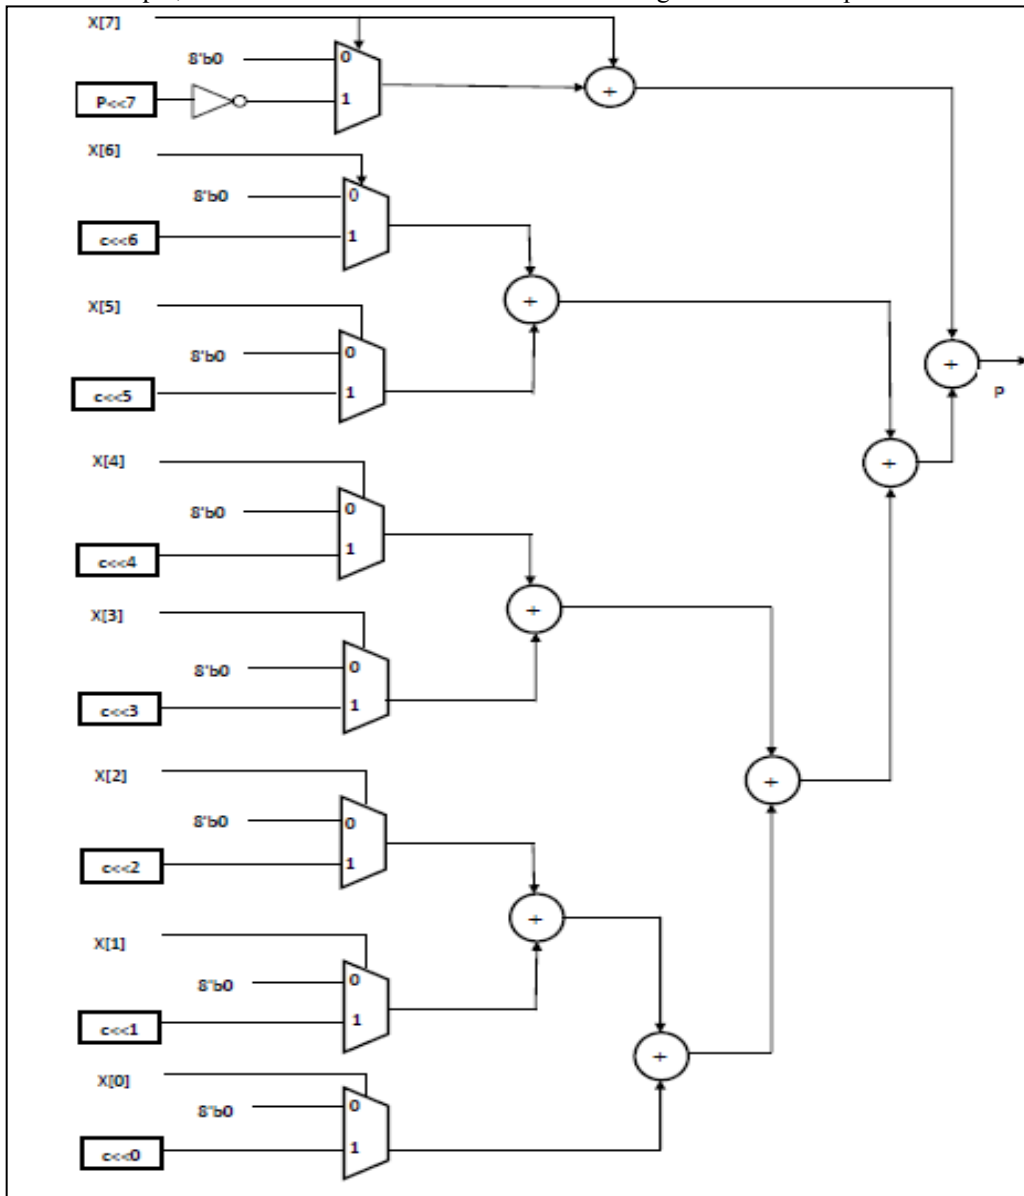 X[7]
8'b0 0
P<<7 1 +
X[6]
8'b0 0
c<<6 1
+
X[5]
8'b0 0
c<<5 1
+
P
X[4]
+
8'b0 0
c<<4 1
+
X[3]
8'b0 0
c<<3 1
X[2] +
8'b0 0
c<<2 1
+
X[1]
8'b0 0
c<<1 1
+
X[0]
8'b0 0
c<<0 1